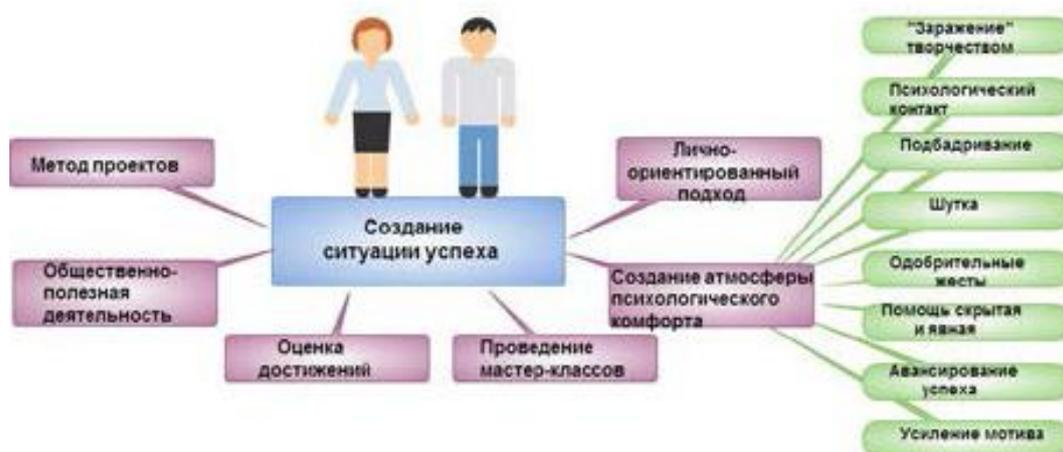 Метод проектов
Общественно-
полезная
деятельность
Создание
ситуации успеха
Оценка
достижений
Проведение
мастер-классов
Лично-
ориентированный
подход
Создание атмосферы
психологического
комфорта
"Заражение"
творчеством
Психологический
контакт
Подбадривание
Шутка
Одобрительные
жесты
Помощь скрытая
и явная
Авансирование
успеха
Усиление мотива